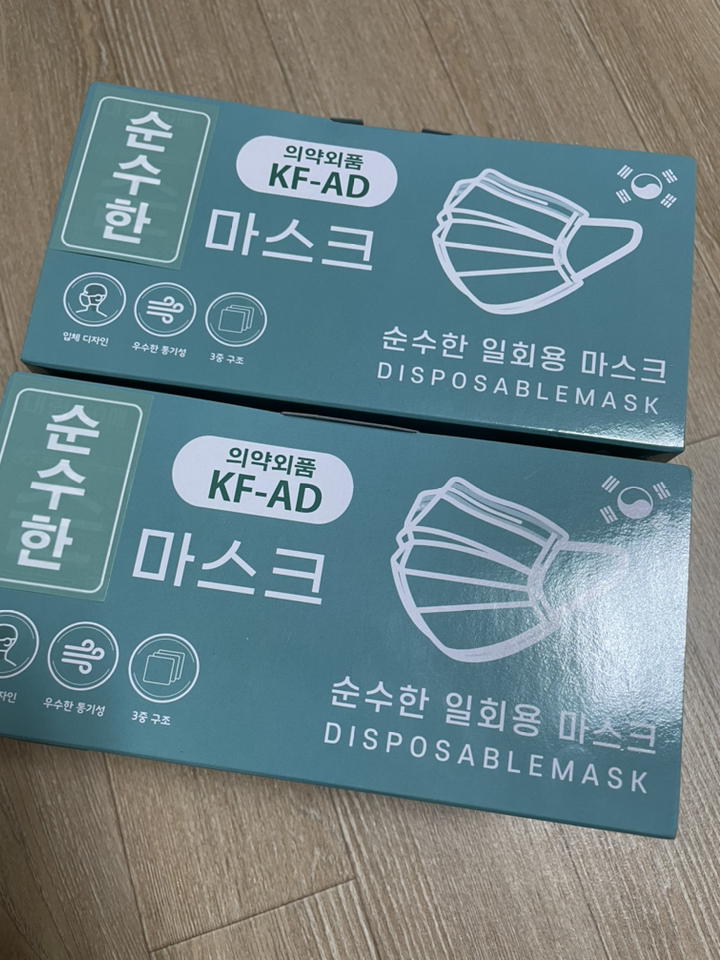 순수한
의약외품
KF-AD
마스크
입체 디자인
우수한 통기성
3중 구조
순수한 일회용 마스크
DISPOSABLEMASK
순수한
의약외품
KF-AD
마스크
자인
우수한 통기성
3중 구조
순수한 일회용 마스크
DISPOSABLEMASK